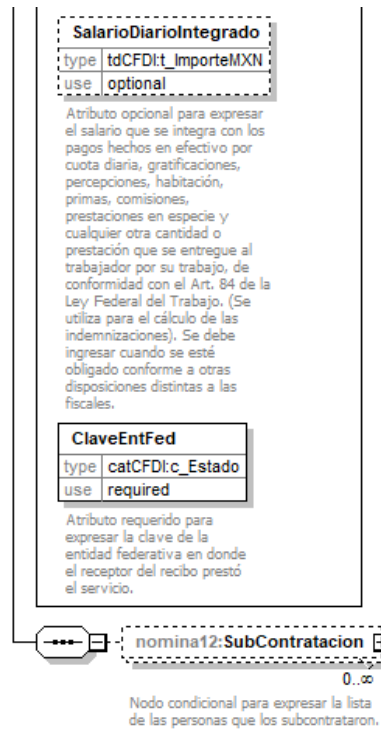 SalarioDiarioIntegrado
type tdCFDI:t_ImporteMXN
use optional
Atributo opcional para expresar
el salario que se integra con los
pagos hechos en efectivo por
cuota diaria, gratificaciones,
percepciones, habitación,
primas, comisiones,
prestaciones en especie y
cualquier otra cantidad o
prestación que se entregue al
trabajador por su trabajo, de
conformidad con el Art. 84 de la
Ley Federal del Trabajo. (Se
utiliza para el cálculo de las
indemnizaciones). Se debe
ingresar cuando se esté
obligado conforme a otras
disposiciones distintas a las
fiscales.
ClaveEntFed
type catCFDI:c_Estado
use required
Atributo requerido para
expresar la clave de la
entidad federativa en donde
el receptor del recibo prestó
el servicio.
nomina12:SubContratacion
0..∞
Nodo condicional para expresar la lista
de las personas que los subcontrataron.